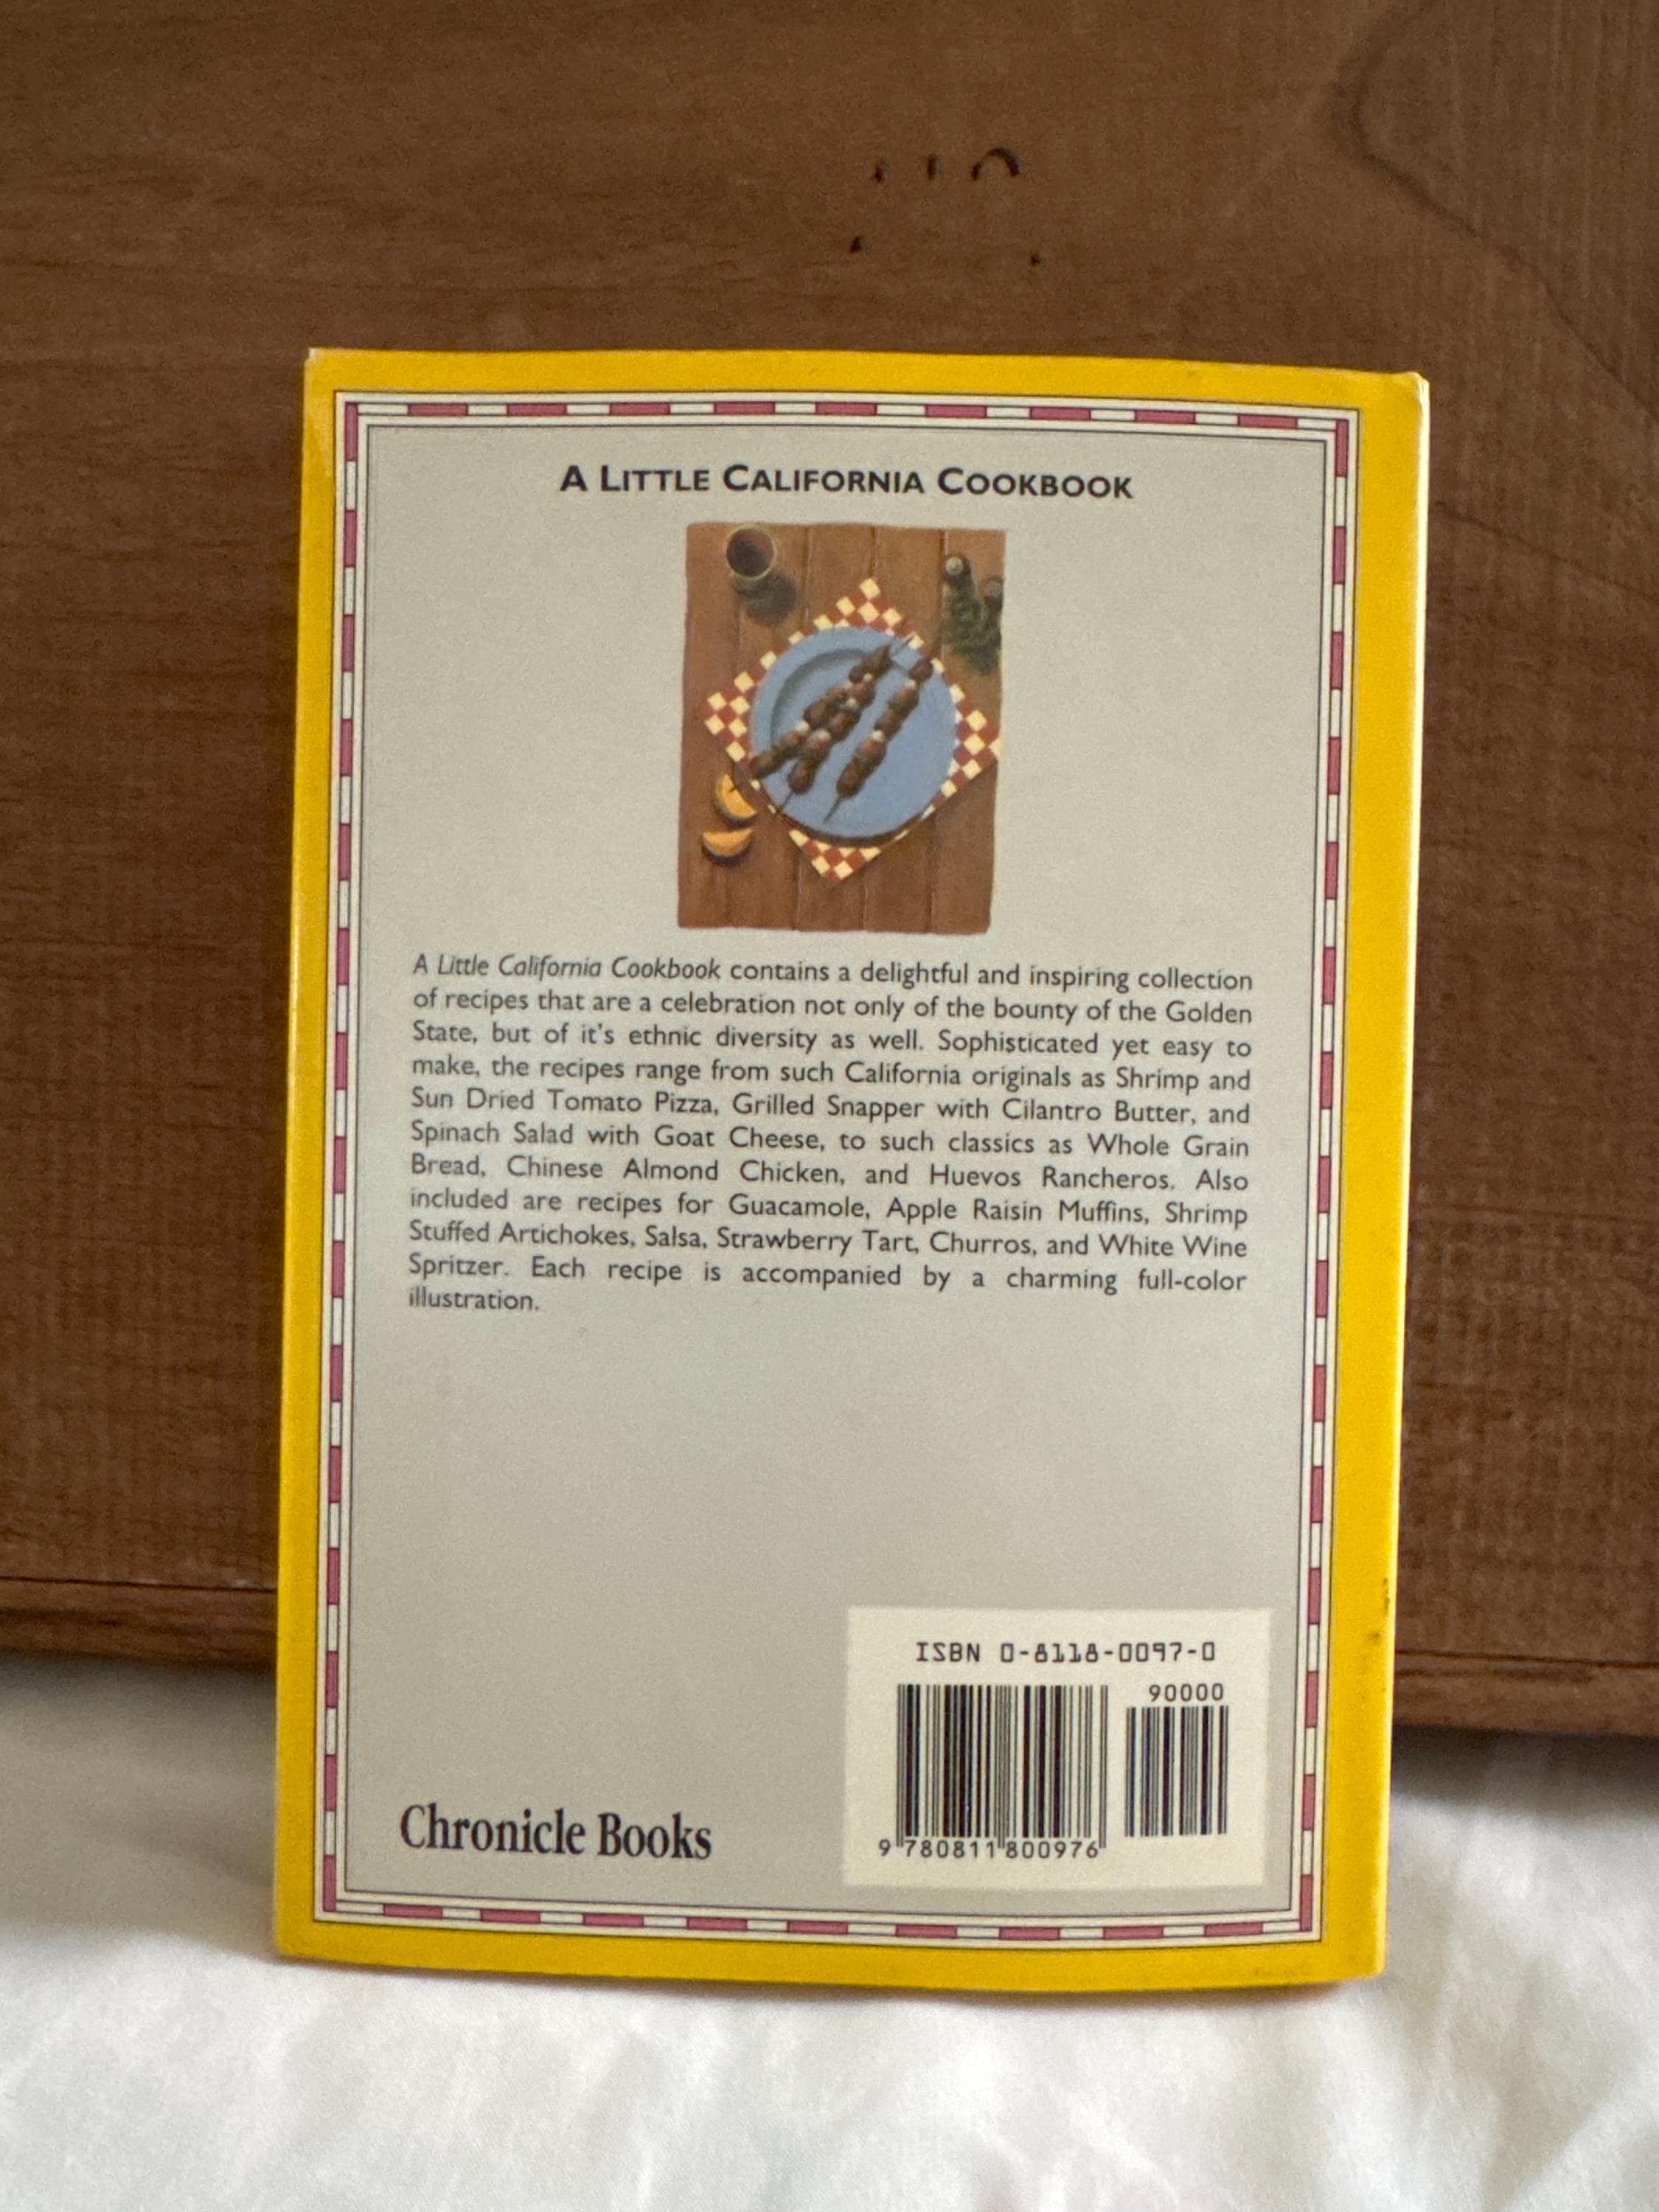 A LITTLE CALIFORNIA COOKBOOK
A Little California Cookbook contains a delightful and inspiring collection
of recipes that are a celebration not only of the bounty of the Golden
State, but of it's ethnic diversity as well. Sophisticated yet easy to
make, the recipes range from such California originals as Shrimp and
Sun Dried Tomato Pizza, Grilled Snapper with Cilantro Butter, and
Spinach Salad with Goat Cheese, to such classics as Whole Grain
Bread, Chinese Almond Chicken, and Huevos Rancheros. Also
included are recipes for Guacamole, Apple Raisin Muffins, Shrimp
Stuffed Artichokes, Salsa, Strawberry Tart, Churros, and White Wine
Spritzer. Each recipe is accompanied by a charming full-color
illustration.
ISBN 0-8118-0097-0
90000
9 780811 800976
Chronicle Books